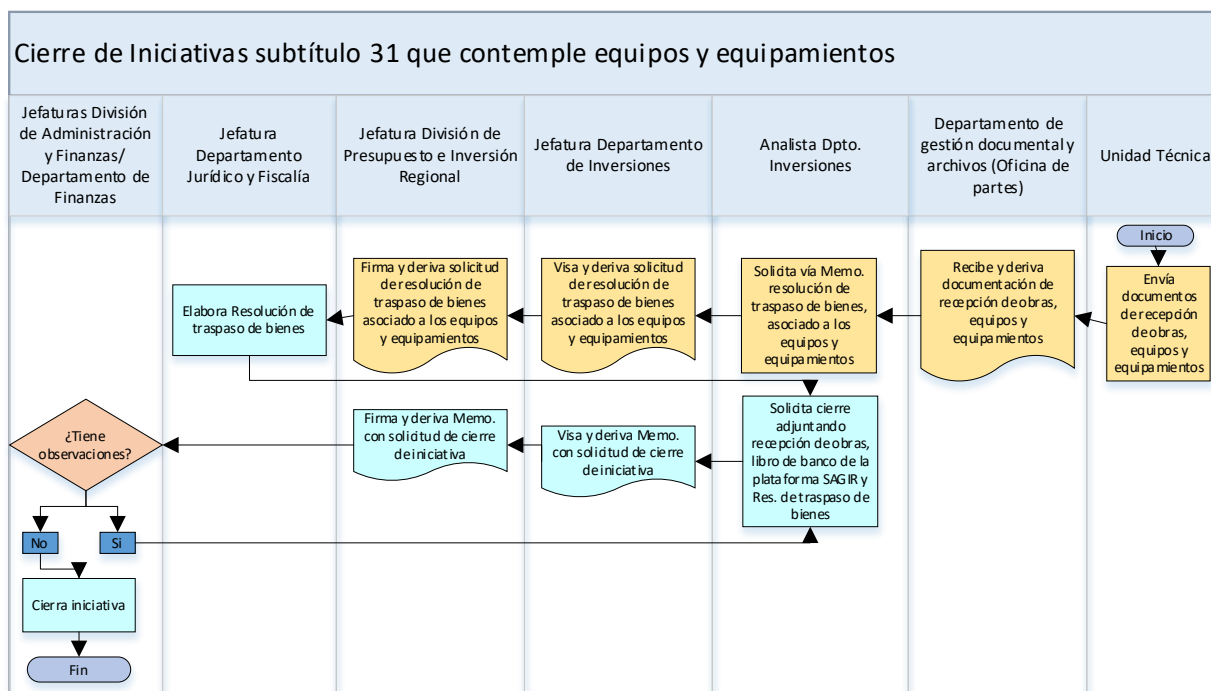 Cierre de Iniciativas subtítulo 31 que contemple equipos y equipamientos
Jefaturas División
de Administración
y Finanzas/
Departamento de
Finanzas
Jefatura
Departamento
Jurídico y Fiscalía
Jefatura División de
Presupuesto e Inversión
Regional
Jefatura Departamento
de Inversiones
Analista Dpto.
Inversiones
Departamento de
gestión documental y
archivos (Oficina de
partes)
Unidad Técnica
Inicio
Envía
documentos
de recepción
de obras,
equipos y
equipamientos
Recibe y deriva
documentación de
recepción de obras,
equipos y
equipamientos
Solicita vía Memo.
resolución de
traspaso de bienes,
asociado a los
equipos y
equipamientos
Visa y deriva solicitud
de resolución de
traspaso de bienes
asociado a los equipos
y equipamientos
Firma y deriva solicitud
de resolución de
traspaso de bienes
asociado a los equipos
y equipamientos
Elabora Resolución de
traspaso de bienes
Solicita cierre
adjuntando
recepción de obras,
libro de banco de la
plataforma SAGIR y
Res. de traspaso de
bienes
Visa y deriva Memo.
con solicitud de cierre
de iniciativa
Firma y deriva Memo.
con solicitud de cierre
de iniciativa
¿Tiene
observaciones?
No
Si
Cierra iniciativa
Fin